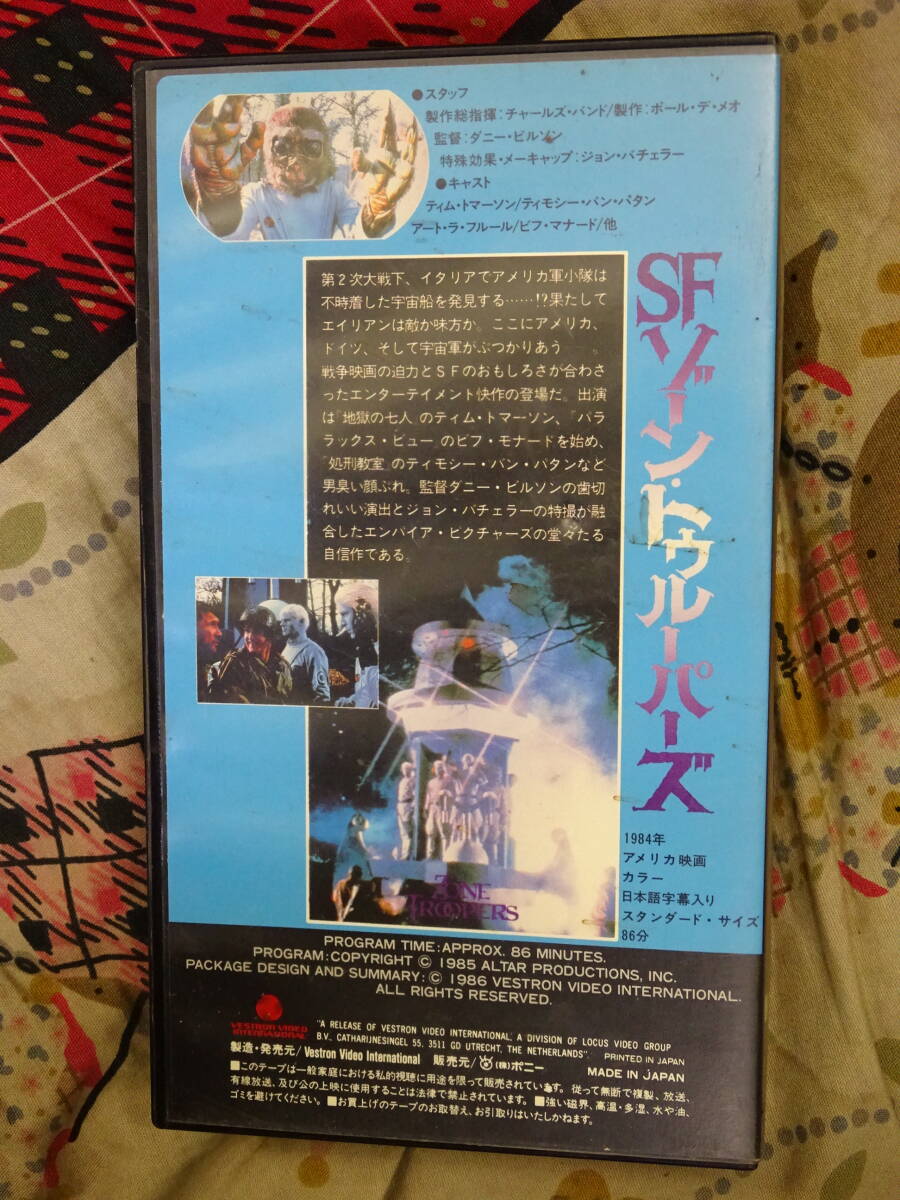 ●スタッフ
製作総指揮:チャールズ・バンド/製作:ポール・デ・メオ
監督:ダニー・ビルソン
特殊効果・メーキャップ:ジョン・バチェラー
●キャスト
ティム・トマーソン/ティモシー・バン・パタン
アート・ラ・フルール/ビフ・マナード/他
SFゾーン・トゥルーパーズ
第2次大戦下、イタリアでアメリカ軍小隊は
不時着した宇宙船を発見する……!?果たして
エイリアンは敵か味方か。ここにアメリカ、
ドイツ、そして宇宙軍がぶつかりあう
戦争映画の迫力とSFのおもしろさが合わさ
ったエンターテイメント快作の登場だ。出演
は“地獄の七人”のティム・トマーソン、“パララ
ックス・ビュー”のビフ・モナードを始め、
“処刑教室”のティモシー・バン・パタンなど
男臭い顔ぶれ。監督ダニー・ビルソンの歯切
れいい演出とジョン・バチェラーの特撮が融
合したエンパイア・ピクチャーズの堂々たる
自信作である。
ZONE
TROOPERS
1984年
アメリカ映画
カラー
日本語字幕入り
スタンダード・サイズ
86分
PROGRAM TIME:APPROX. 86 MINUTES.
PROGRAM:COPYRIGHT © 1985 ALTAR PRODUCTIONS, INC.
PACKAGE DESIGN AND SUMMARY:© 1986 VESTRON VIDEO INTERNATIONAL.
ALL RIGHTS RESERVED.
VESTRON VIDEO
INTERNATIONAL
"A RELEASE OF VESTRON VIDEO INTERNATIONAL, A DIVISION OF LOCUS VIDEO GROUP
B.V., CATHARIJNESINGEL 55, 3511 GD UTRECHT, THE NETHERLANDS".
PRINTED IN JAPAN
製造・発売元/Vestron Video International 販売元/(株)ポニー
MADE IN JAPAN
■このテープは一般家庭における私的視聴に用途を限って販売されています。従って無断で複製、放送、
有線放送、及び公の上映に使用することは法律で禁止されています。■強い磁界、高温・多湿、水や油、
ゴミを避けてください。■お買上げのテープのお取替え、お引取りはいたしかねます。